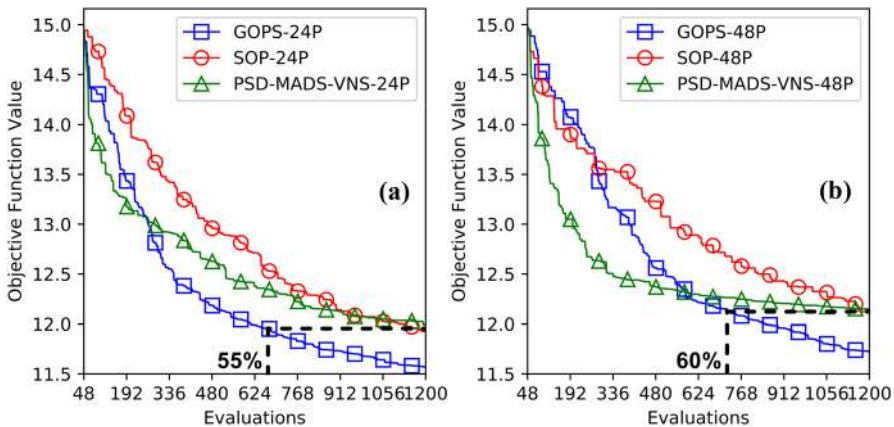 GOPS-24P
SOP-24P
PSD-MADS-VNS-24P
15.0
14.5
14.0
13.5
13.0
12.5
12.0
11.5
Objective Function Value
(a)
55%
48 192 336 480 624 768 912 1056 1200
Evaluations
GOPS-48P
SOP-48P
PSD-MADS-VNS-48P
15.0
14.5
14.0
13.5
13.0
12.5
12.0
11.5
Objective Function Value
(b)
60%
48 192 336 480 624 768 912 1056 1200
Evaluations